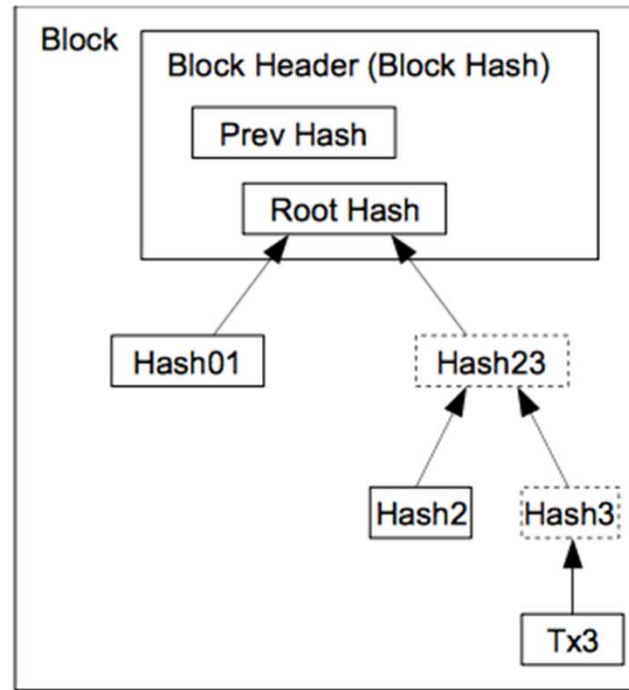 Block
Block Header (Block Hash)
Prev Hash
Root Hash
Hash01
Hash23
Hash2
Hash3
Tx3